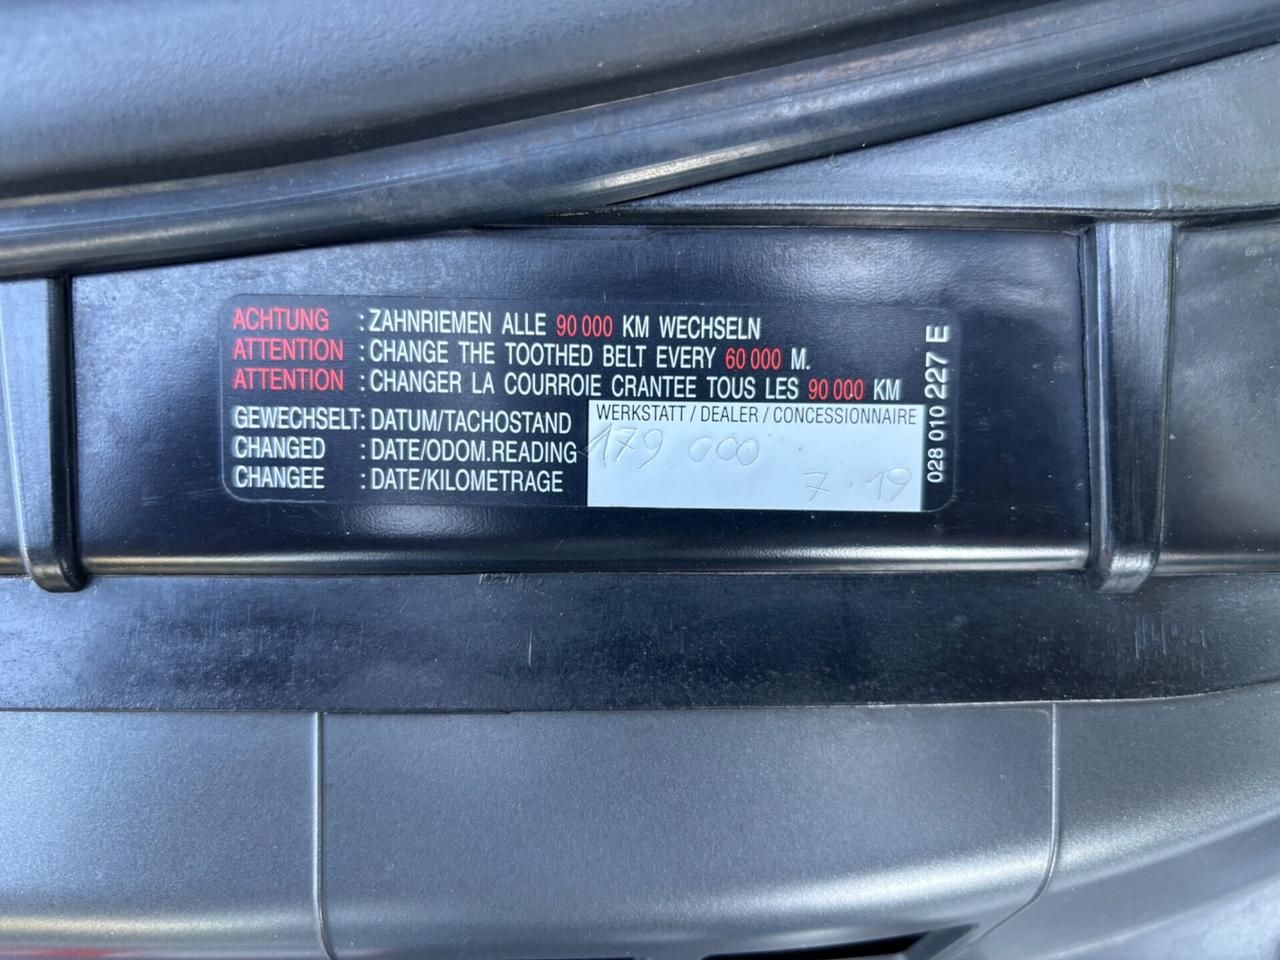 ACHTUNG : ZAHNRIEMEN ALLE 90 000 KM WECHSELN
ATTENTION : CHANGE THE TOOTHED BELT EVERY 60 000 M.
ATTENTION : CHANGER LA COURROIE CRANTEE TOUS LES 90 000 KM
GEWECHSELT: DATUM/TACHOSTAND
CHANGED : DATE/ODOM.READING
CHANGEE : DATE/KILOMETRAGE
WERKSTATT / DEALER / CONCESSIONNAIRE
179 000
7.19
028 010 227 E